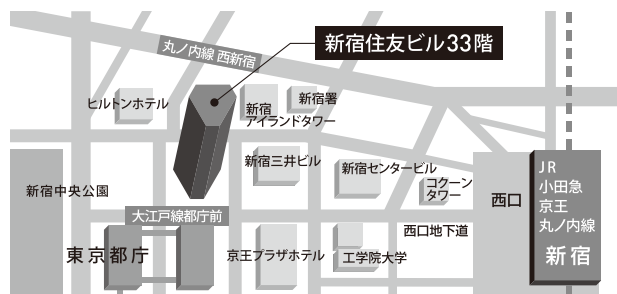 新宿住友ビル33階
丸ノ内線 西新宿
ヒルトンホテル
新宿
アイランドタワー
新宿署
新宿三井ビル
新宿センタービル
コクーン
タワー
新宿中央公園
大江戸線都庁前
東京都庁
京王プラザホテル
工学院大学
西口地下道
西口
JR
小田急
京王
丸ノ内線
新宿